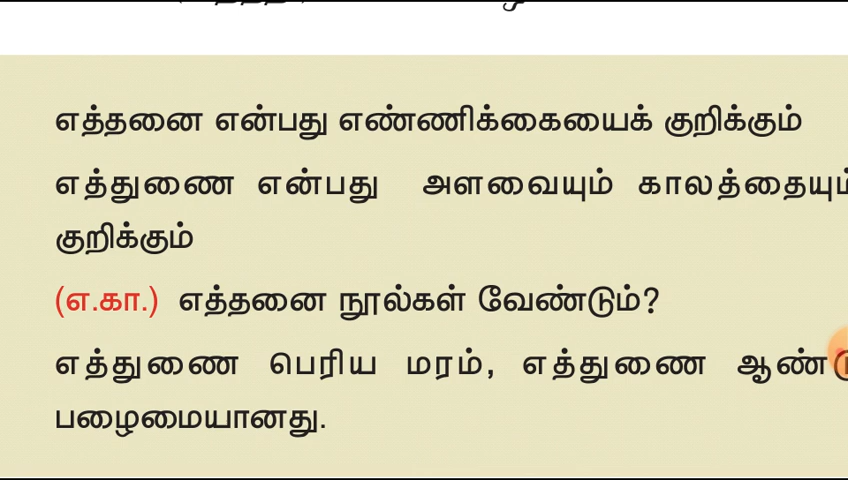 எத்தனை என்பது எண்ணிக்கையைக் குறிக்கும்
எத்துணை என்பது அளவையும் காலத்தையும்
குறிக்கும்
(எ.கா.) எத்தனை நூல்கள் வேண்டும்?
எத்துணை பெரிய மரம், எத்துணை
பழைமையானது.